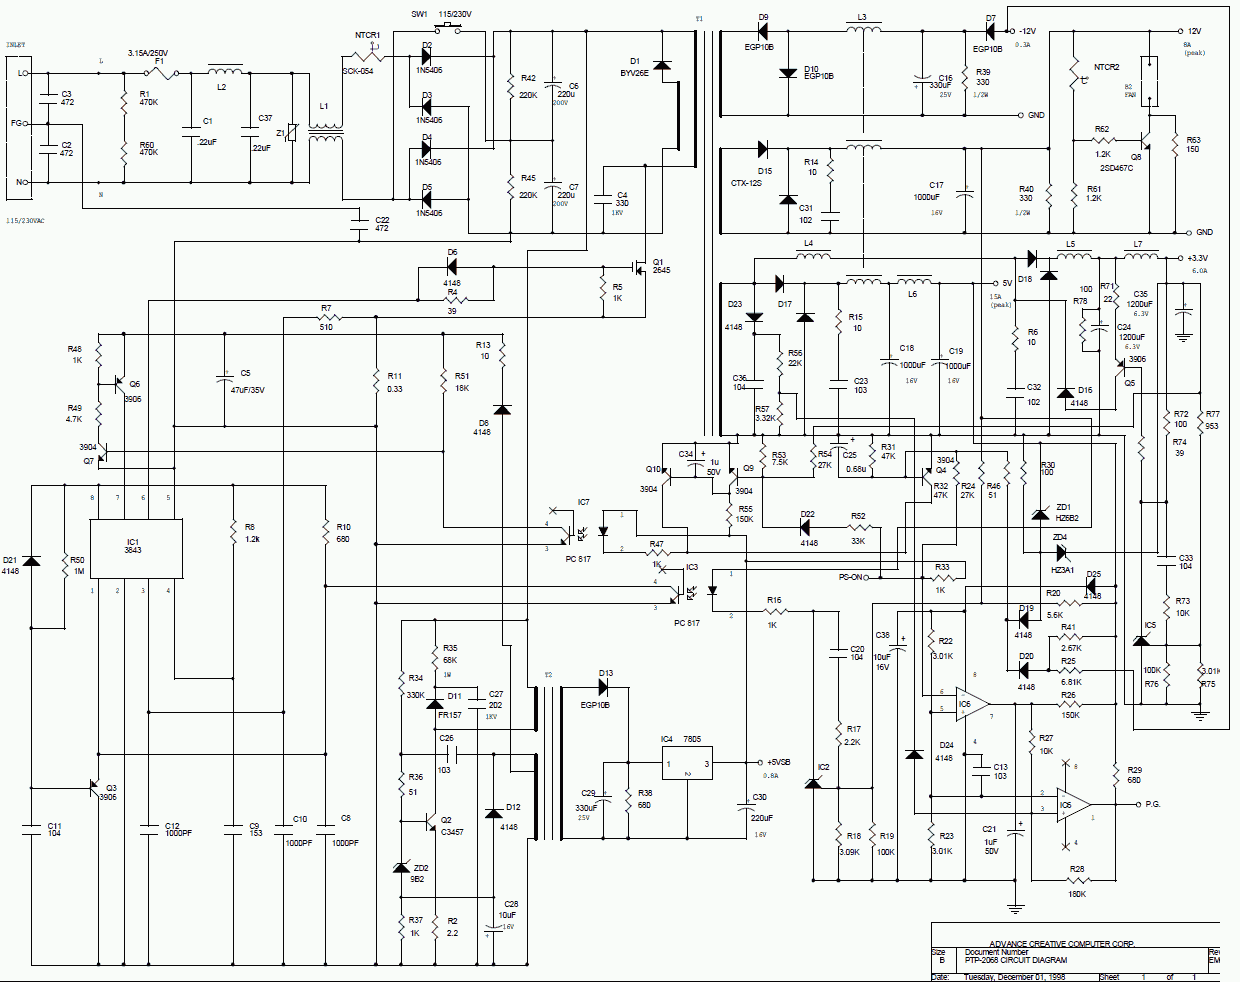 SW1 115/230V
T1
D9
EGP10B
L3
D7
EGP10B
-12V
0.3A
12V
8A
(peak)
INLET
L
3.15A/250V
F1
L2
NTCR1
SCK-054
D2
1N5406
D1
BYV26E
D10
EGP10B
C16
330uF
25V
R39
330
1/2W
NTCR2
B2
FAN
L
FG
N
C3
472
C2
472
R1
470K
R60
470K
C1
.22uF
C37
.22uF
Z1
L1
D3
1N5406
D4
1N5406
D5
1N5406
R42
220K
C6
220u
200V
R45
220K
C7
220u
200V
C4
330
1KV
GND
R62
1.2K
Q8
2SD467C
R63
150
D15
CTX-12S
R14
10
C31
102
C17
1000uF
16V
R40
330
1/2W
R61
1.2K
N
115/230VAC
C22
472
GND
L4
L5
L7
+3.3V
6.0A
D6
4148
R4
39
Q1
2645
R5
1K
D18
D23
4148
D17
L6
5V
15A
(peak)
100
R78
R71
22
C35
1200uF
6.3V
C24
1200uF
6.3V
R7
510
R48
1K
Q6
3906
C5
47uF/35V
R11
0.33
R51
18K
R13
10
D8
4148
R15
10
R56
22K
C36
104
R57
3.32K
C23
103
C18
1000uF
16V
C19
1000uF
16V
R6
10
C32
102
D16
4148
3906
Q5
R49
4.7K
3904
Q7
R72
100
R74
39
R77
953
Q10
3904
C34
1u
50V
Q9
3904
R53
7.5K
R54
27K
C25
0.68u
R31
47K
3904
Q4
R32
47K
R24
27K
R46
51
R30
100
8 7 6 5
IC1
3843
1 2 3 4
D21
4148
R50
1M
R8
1.2k
R10
680
IC7
4
3
PC 817
1
2
R55
150K
D22
4148
R52
33K
ZD1
HZ6B2
ZD4
HZ3A1
R47
1K
IC3
4
3
PC 817
1
2
PS-ON
R33
1K
C33
104
D25
4148
R20
5.6K
R73
10K
R16
1K
C20
104
C38
10uF
16V
R22
3.01K
D19
4148
R41
2.67K
IC5
D20
4148
R25
6.81K
100K
R76
3.01K
R75
R35
68K
1W
R34
330K
D11
FR157
C27
202
1KV
T2
D13
EGP10B
8
6
5
IC6
7
4
R26
150K
C26
103
IC4 7805
1 3
2
+5VSB
0.8A
R17
2.2K
D24
4148
R27
10K
C13
103
R29
680
R36
51
IC2
Q3
3906
Q2
C3457
D12
4148
C29
330uF
25V
R38
680
C30
220uF
16V
8
2
3
IC6
1
4
P.G.
C11
104
C12
1000PF
C9
153
C10
1000PF
C8
1000PF
R18
3.09K
R19
100K
R23
3.01K
C21
1uF
50V
ZD2
9B2
R28
180K
R37
1K
R2
2.2
C28
10uF
16V
ADVANCE CREATIVE COMPUTER CORP.
Size
B
Document Number
PTP-2068 CIRCUIT DIAGRAM
Rev
EM
Date: Tuesday, December 01, 1998 Sheet 1 of 1